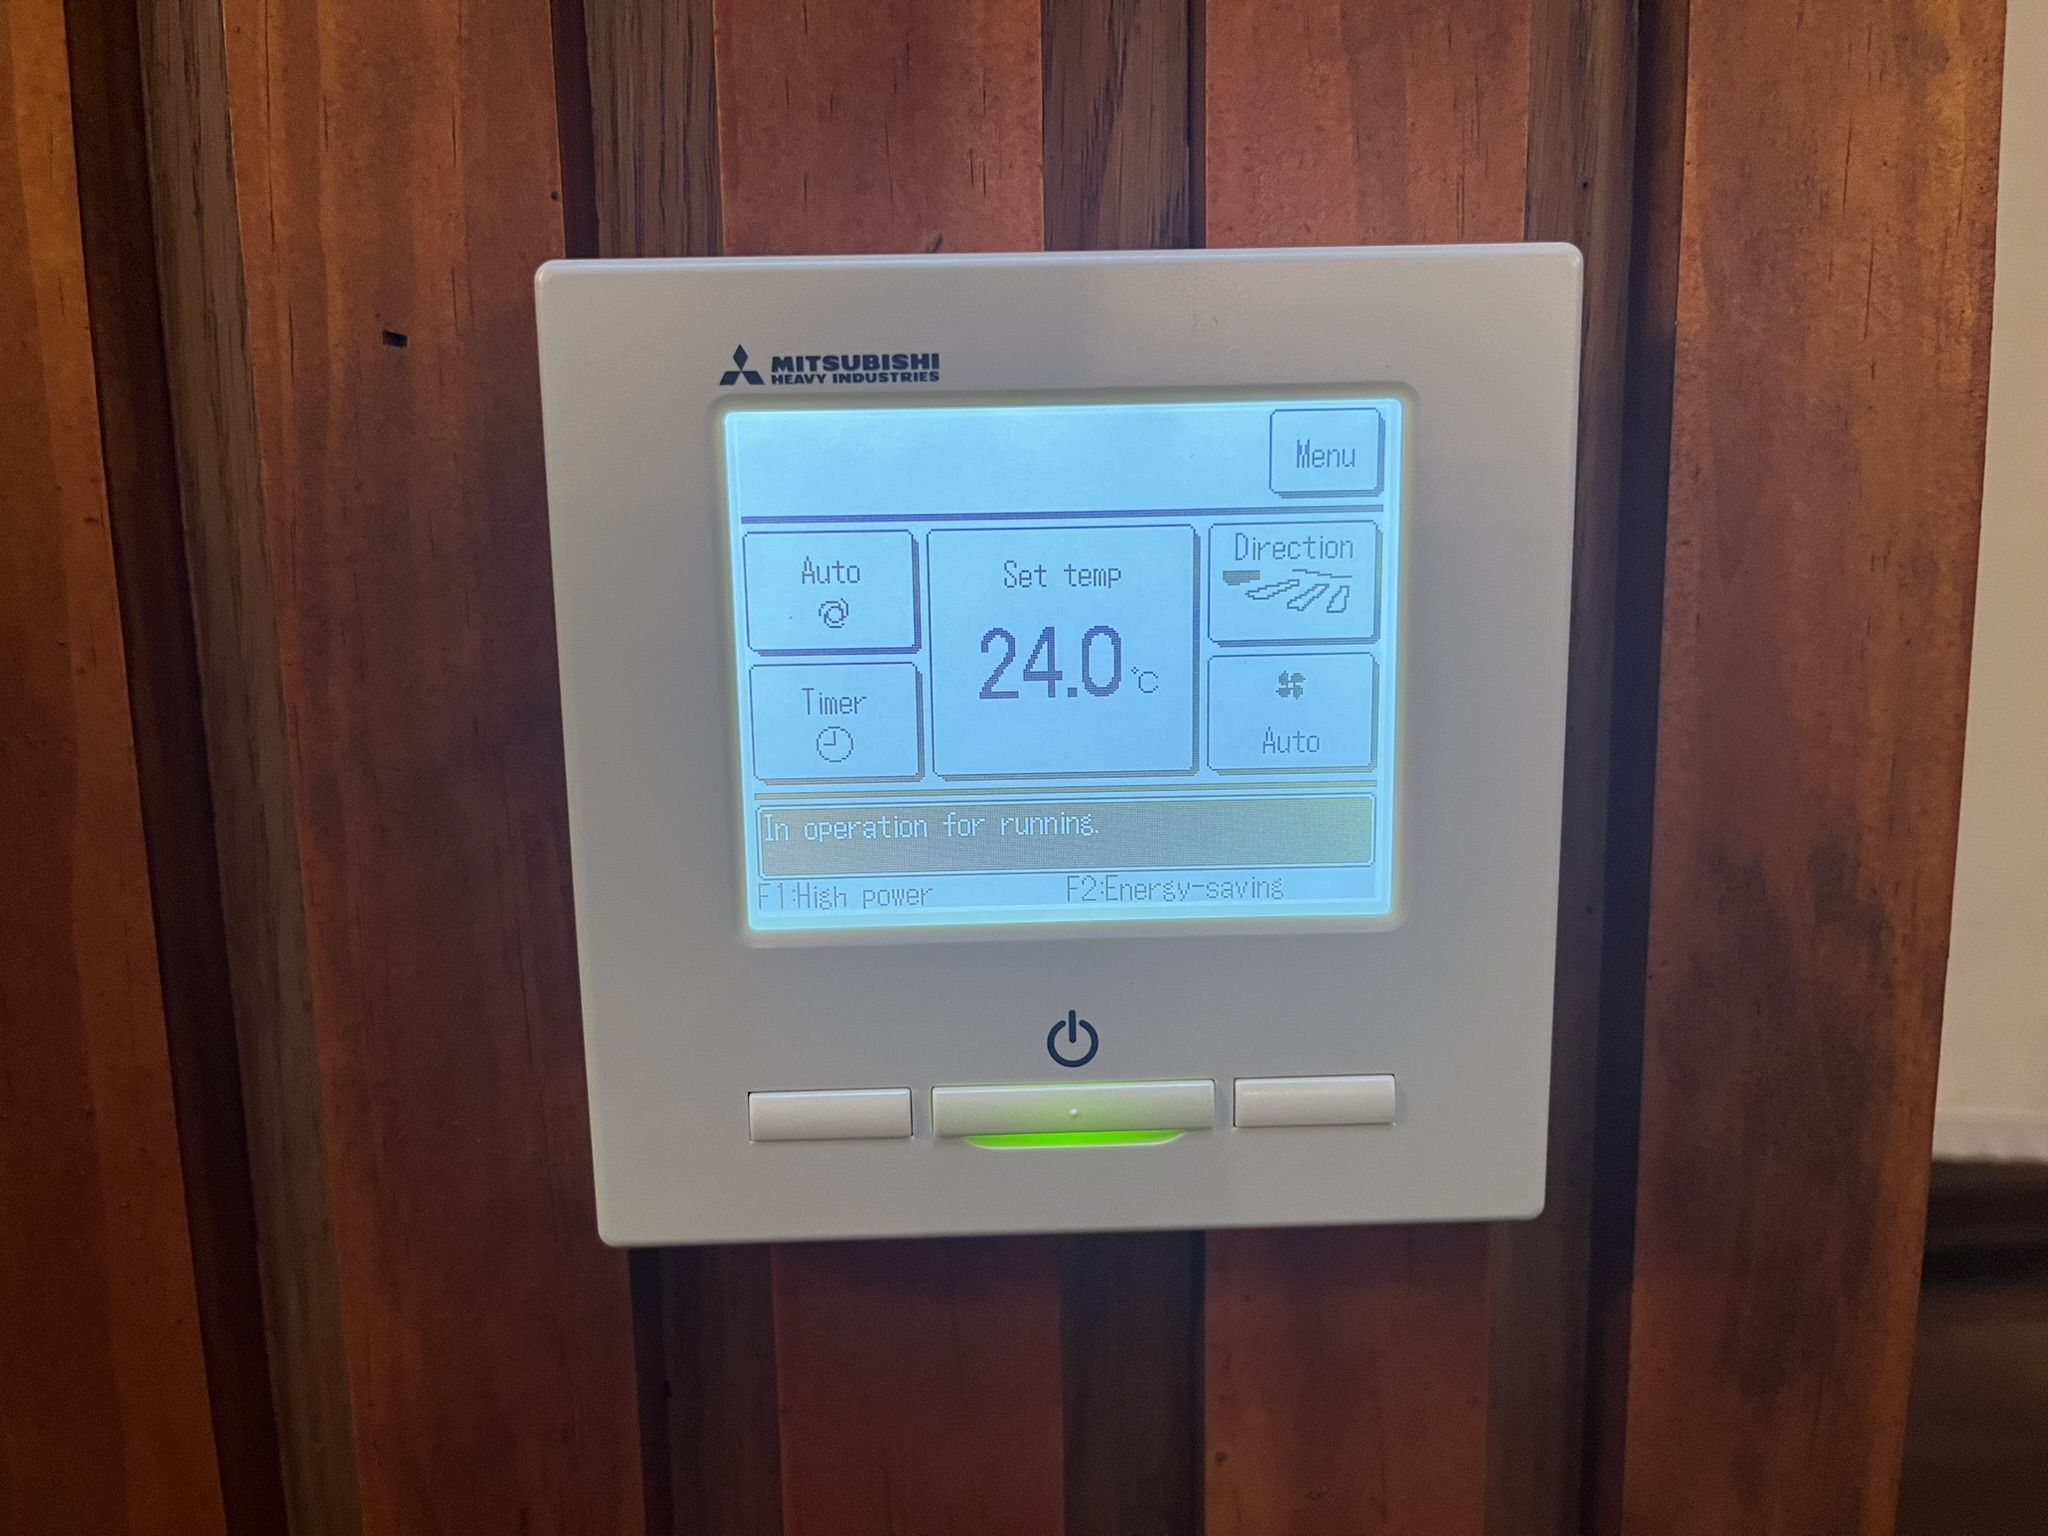 MITSUBISHI
HEAVY INDUSTRIES
Menu
Auto
Set temp
24.0 °C
Direction
Timer
Auto
In operation for running.
F1:High power F2:Energy-saving